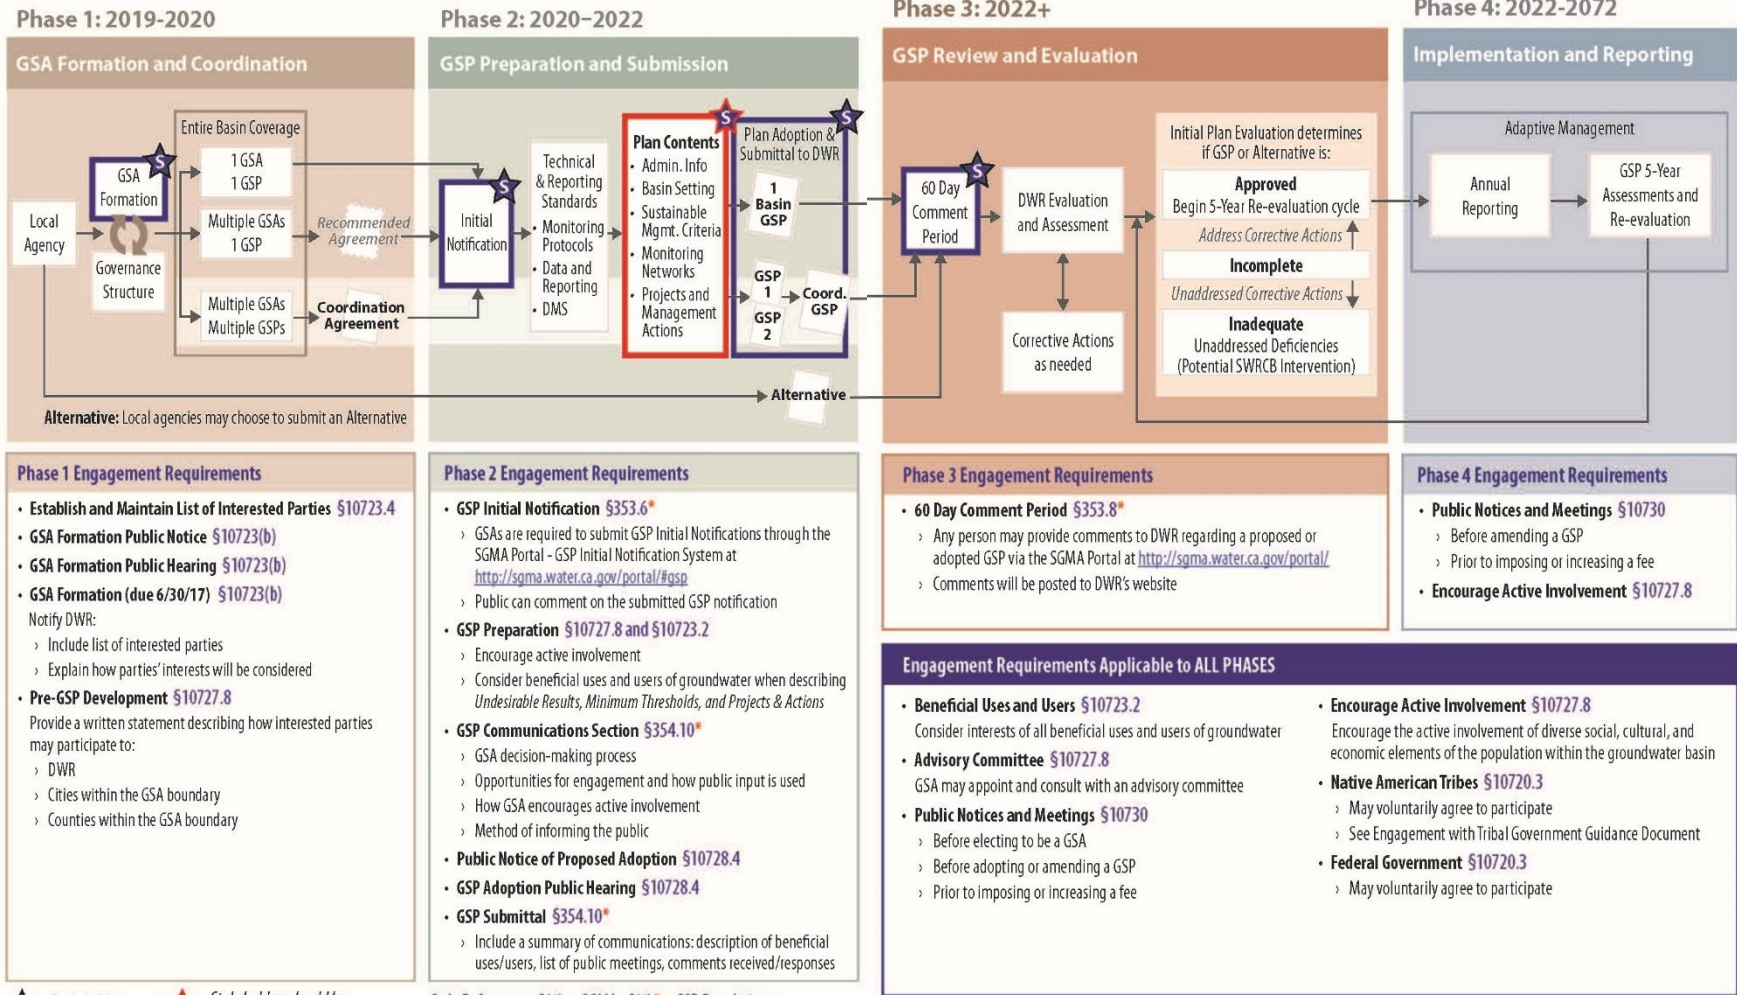 Phase 1: 2019-2020
GSA Formation and Coordination
Entire Basin Coverage
S
GSA
Formation
Local
Agency
Governance
Structure
1 GSA
1 GSP
Multiple GSAs
1 GSP
Recommended
Agreement
Multiple GSAs
Multiple GSPs
Coordination
Agreement
Alternative: Local agencies may choose to submit an Alternative
Phase 2: 2020–2022
GSP Preparation and Submission
S
Initial
Notification
Technical
& Reporting
Standards
• Monitoring
Protocols
• Data and
Reporting
• DMS
S
Plan Contents
• Admin. Info
• Basin Setting
• Sustainable
Mgmt. Criteria
• Monitoring
Networks
• Projects and
Management
Actions
S
Plan Adoption &
Submittal to DWR
1
Basin
GSP
GSP
1
GSP
2
Coord.
GSP
Alternative
Phase 3: 2022+
GSP Review and Evaluation
S
60 Day
Comment
Period
DWR Evaluation
and Assessment
Corrective Actions
as needed
Initial Plan Evaluation determines
if GSP or Alternative is:
Approved
Begin 5-Year Re-evaluation cycle
Address Corrective Actions
Incomplete
Unaddressed Corrective Actions
Inadequate
Unaddressed Deficiencies
(Potential SWRCB Intervention)
Phase 4: 2022-2072
Implementation and Reporting
Adaptive Management
Annual
Reporting
GSP 5-Year
Assessments and
Re-evaluation
Phase 1 Engagement Requirements
• Establish and Maintain List of Interested Parties §10723.4
• GSA Formation Public Notice §10723(b)
• GSA Formation Public Hearing §10723(b)
• GSA Formation (due 6/30/17) §10723(b)
Notify DWR:
› Include list of interested parties
› Explain how parties' interests will be considered
• Pre-GSP Development §10727.8
Provide a written statement describing how interested parties
may participate to:
› DWR
› Cities within the GSA boundary
› Counties within the GSA boundary
Phase 2 Engagement Requirements
• GSP Initial Notification §353.6*
› GSAs are required to submit GSP Initial Notifications through the
SGMA Portal - GSP Initial Notification System at
http://sgma.water.ca.gov/portal/#gsp
› Public can comment on the submitted GSP notification
• GSP Preparation §10727.8 and §10723.2
› Encourage active involvement
› Consider beneficial uses and users of groundwater when describing
Undesirable Results, Minimum Thresholds, and Projects & Actions
• GSP Communications Section §354.10*
› GSA decision-making process
› Opportunities for engagement and how public input is used
› How GSA encourages active involvement
› Method of informing the public
• Public Notice of Proposed Adoption §10728.4
• GSP Adoption Public Hearing §10728.4
• GSP Submittal §354.10*
› Include a summary of communications: description of beneficial
uses/users, list of public meetings, comments received/responses
Phase 3 Engagement Requirements
• 60 Day Comment Period §353.8*
› Any person may provide comments to DWR regarding a proposed or
adopted GSP via the SGMA Portal at http://sgma.water.ca.gov/portal/
› Comments will be posted to DWR's website
Phase 4 Engagement Requirements
• Public Notices and Meetings §10730
› Before amending a GSP
› Prior to imposing or increasing a fee
• Encourage Active Involvement §10727.8
Engagement Requirements Applicable to ALL PHASES
• Beneficial Uses and Users §10723.2
Consider interests of all beneficial uses and users of groundwater
• Advisory Committee §10727.8
GSA may appoint and consult with an advisory committee
• Public Notices and Meetings §10730
› Before electing to be a GSA
› Before adopting or amending a GSP
› Prior to imposing or increasing a fee
• Encourage Active Involvement §10727.8
Encourage the active involvement of diverse social, cultural, and
economic elements of the population within the groundwater basin
• Native American Tribes §10720.3
› May voluntarily agree to participate
› See Engagement with Tribal Government Guidance Document
• Federal Government §10720.3
› May voluntarily agree to participate